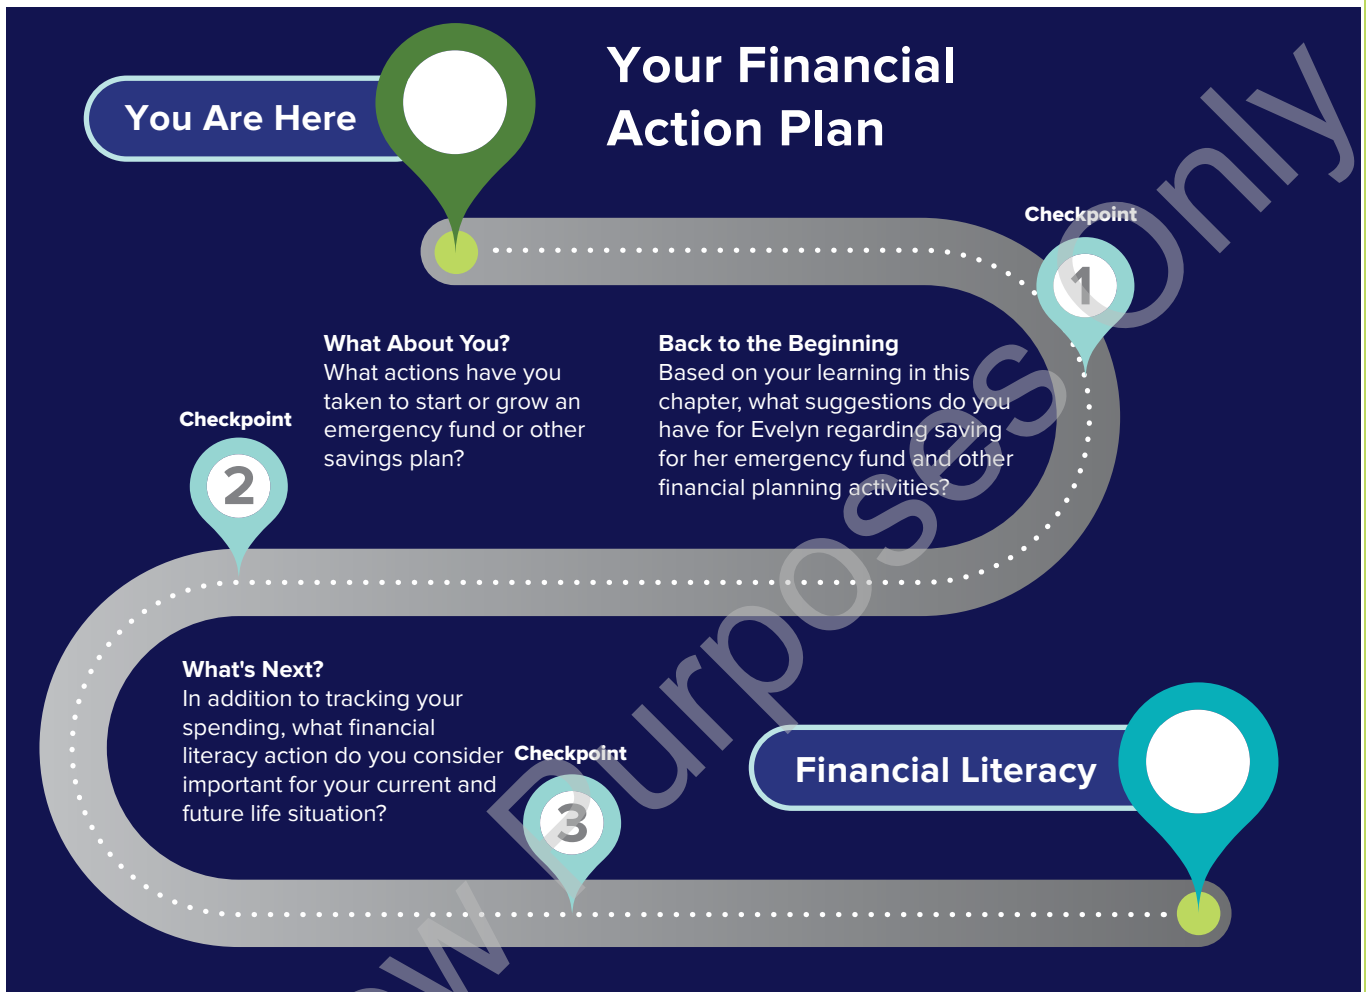 Your Financial
Action Plan
You Are Here
Checkpoint
1
Back to the Beginning
Based on your learning in this
chapter, what suggestions do you
have for Evelyn regarding saving
for her emergency fund and other
financial planning activities?
What About You?
What actions have you
taken to start or grow an
emergency fund or other
savings plan?
Checkpoint
2
What's Next?
In addition to tracking your
spending, what financial
literacy action do you consider
important for your current and
future life situation?
Checkpoint
3
Financial Literacy
ew Purposes Only